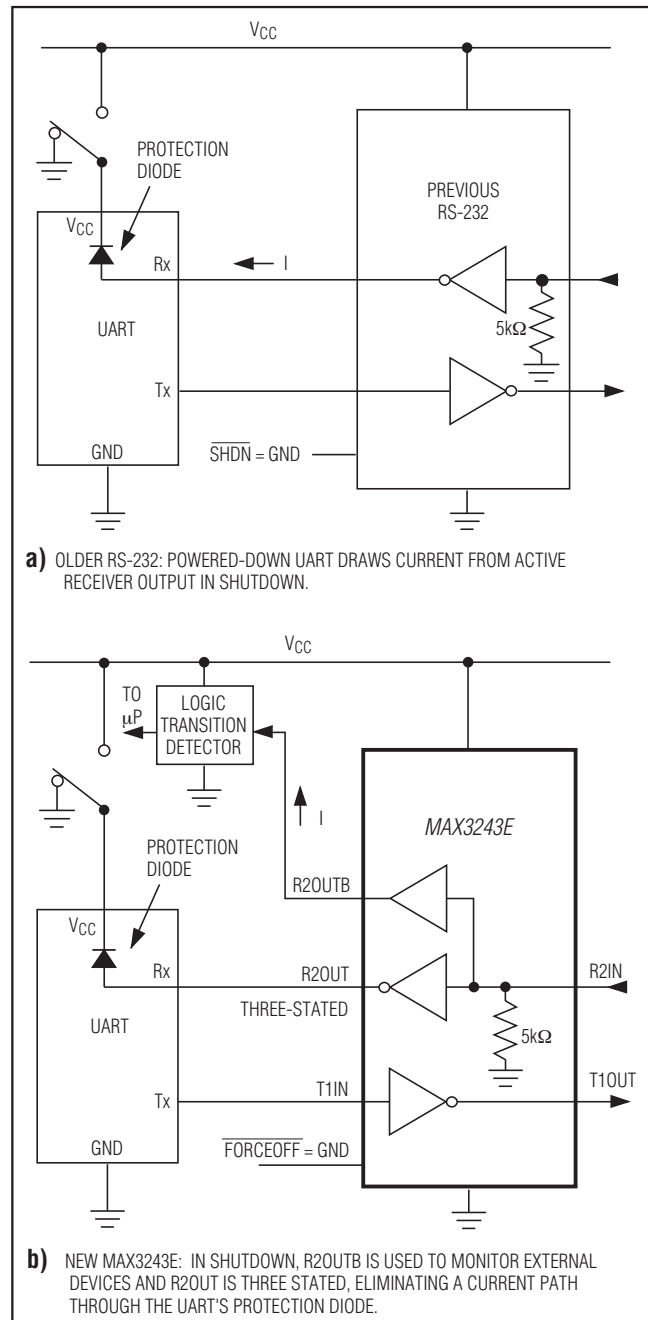 VCC
PROTECTION
DIODE
PREVIOUS
RS-232
VCC
Rx
I
UART
5kΩ
Tx
GND
SHDN = GND
a) OLDER RS-232: POWERED-DOWN UART DRAWS CURRENT FROM ACTIVE
RECEIVER OUTPUT IN SHUTDOWN.
VCC
TO
μP
LOGIC
TRANSITION
DETECTOR
I
MAX3243E
PROTECTION
DIODE
R2OUTB
VCC
Rx
R2OUT
R2IN
THREE-STATED
UART
5kΩ
Tx
T1IN
T1OUT
GND
FORCEOFF = GND
b) NEW MAX3243E: IN SHUTDOWN, R2OUTB IS USED TO MONITOR EXTERNAL
DEVICES AND R2OUT IS THREE STATED, ELIMINATING A CURRENT PATH
THROUGH THE UART'S PROTECTION DIODE.